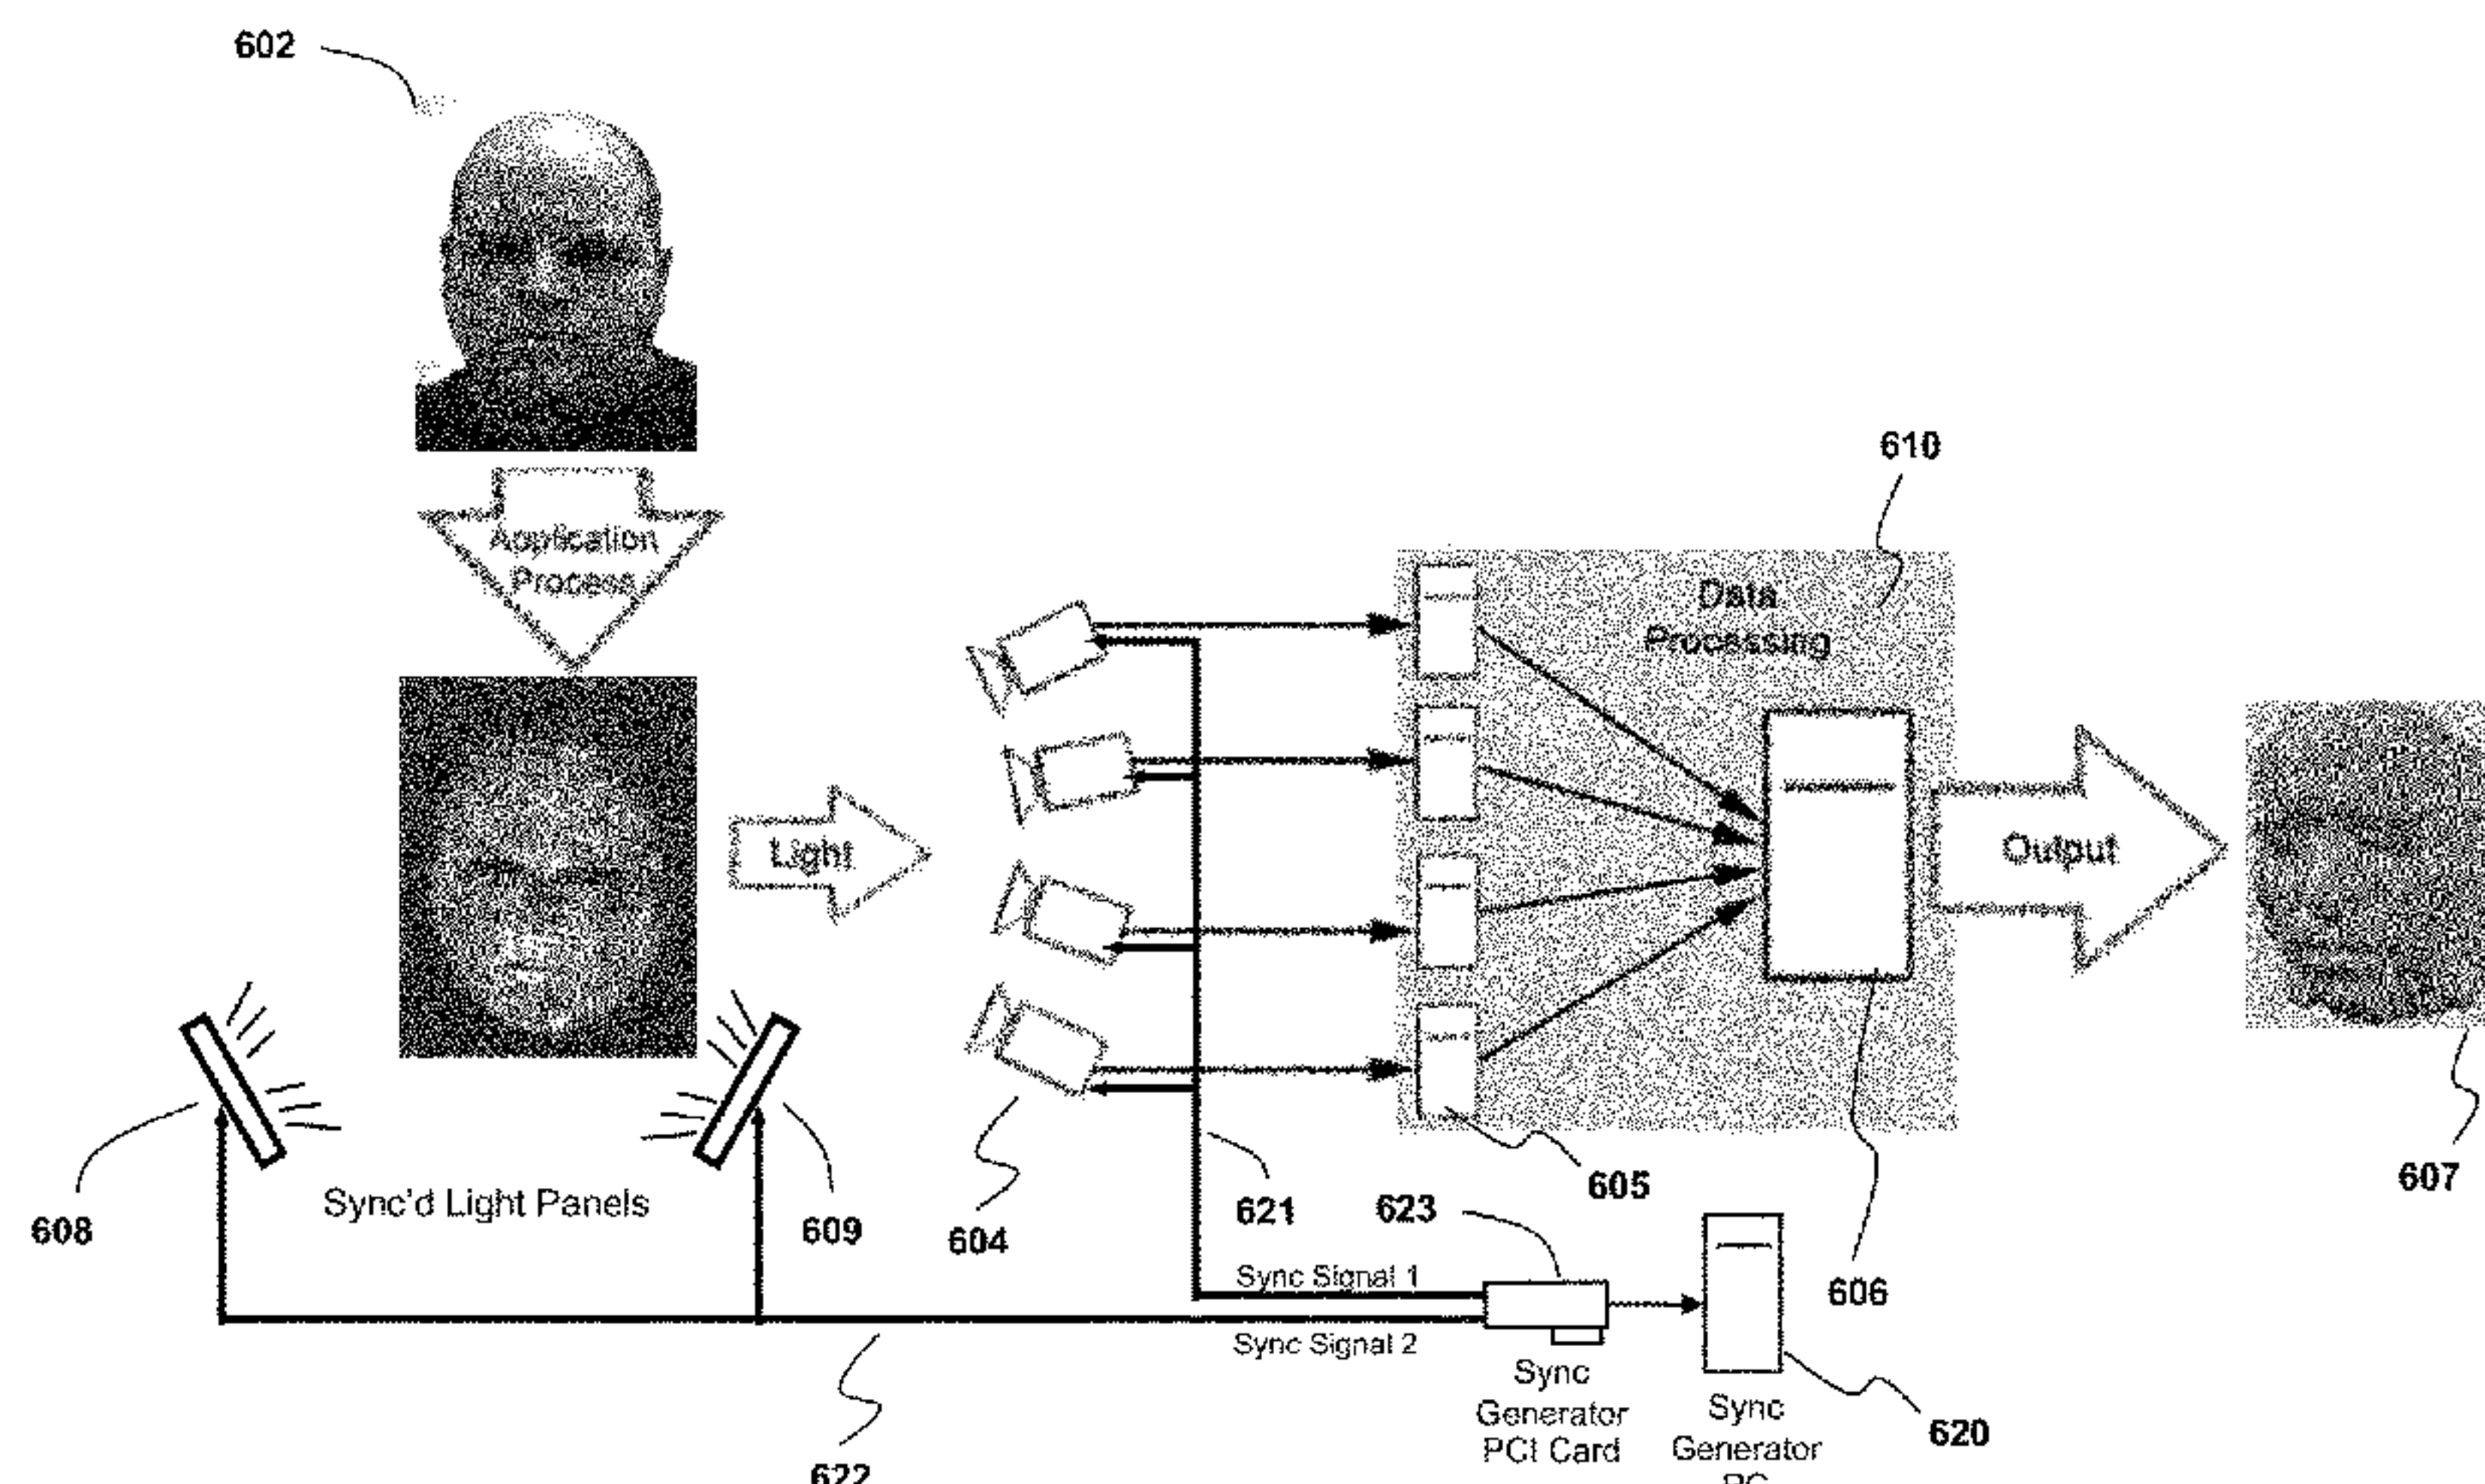 602
Application
Process
610
Data
Processing
Light
Output
608
Sync'd Light Panels
609
604
621
605
623
607
606
Sync Signal 1
Sync Signal 2
Sync
Generator
PCI Card
Sync
Generator
PC
620
622